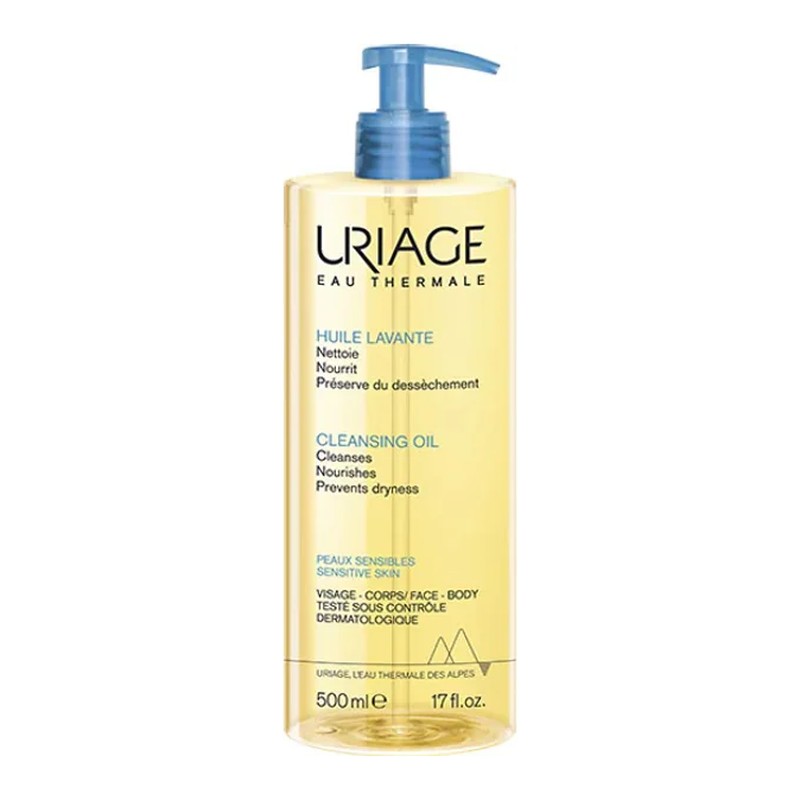 URIAGE
EAU THERMALE
HUILE LAVANTE
Nettoie
Nourrit
Préserve du dessèchement
CLEANSING OIL
Cleanses
Nourishes
Prevents dryness
PEAUX SENSIBLES
SENSITIVE SKIN
VISAGE - CORPS/ FACE - BODY
TESTÉ SOUS CONTRÔLE
DERMATOLOGIQUE
URIAGE, L'EAU THERMALE DES ALPES
500 ml e 17 fl.oz.